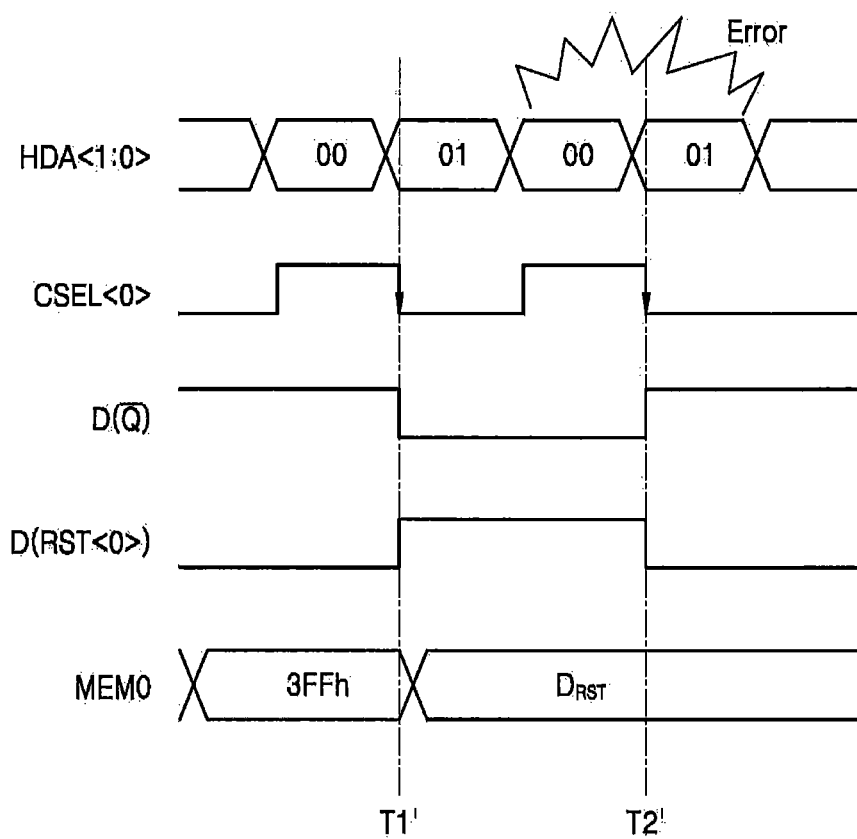 Error
HDA<1:0> 00 01 00 01
CSEL<0>
D(Q̅)
D(RST<0>)
MEM0 3FFh DRST
T1' T2'